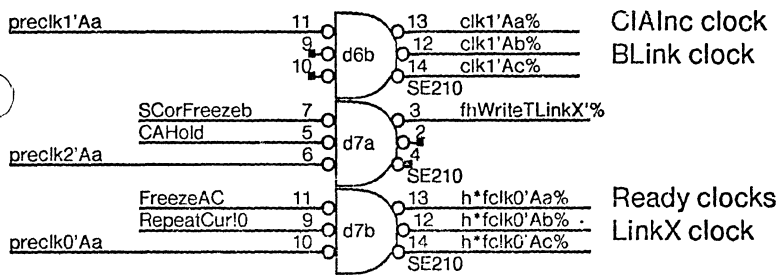 preclk1'Aa 11 13 clk1'Aa% CIAInc clock
9 d6b 12 clk1'Ab% BLink clock
10 14 clk1'Ac%
SE210
SCorFreezeb 7 3 fhWriteTLinkX'%
CAHold 5 d7a 2
preclk2'Aa 6 4
SE210
FreezeAC 11 13 h*fclk0'Aa% Ready clocks
RepeatCur!0 9 d7b 12 h*fclk0'Ab% LinkX clock
preclk0'Aa 10 14 h*fclk0'Ac%
SE210